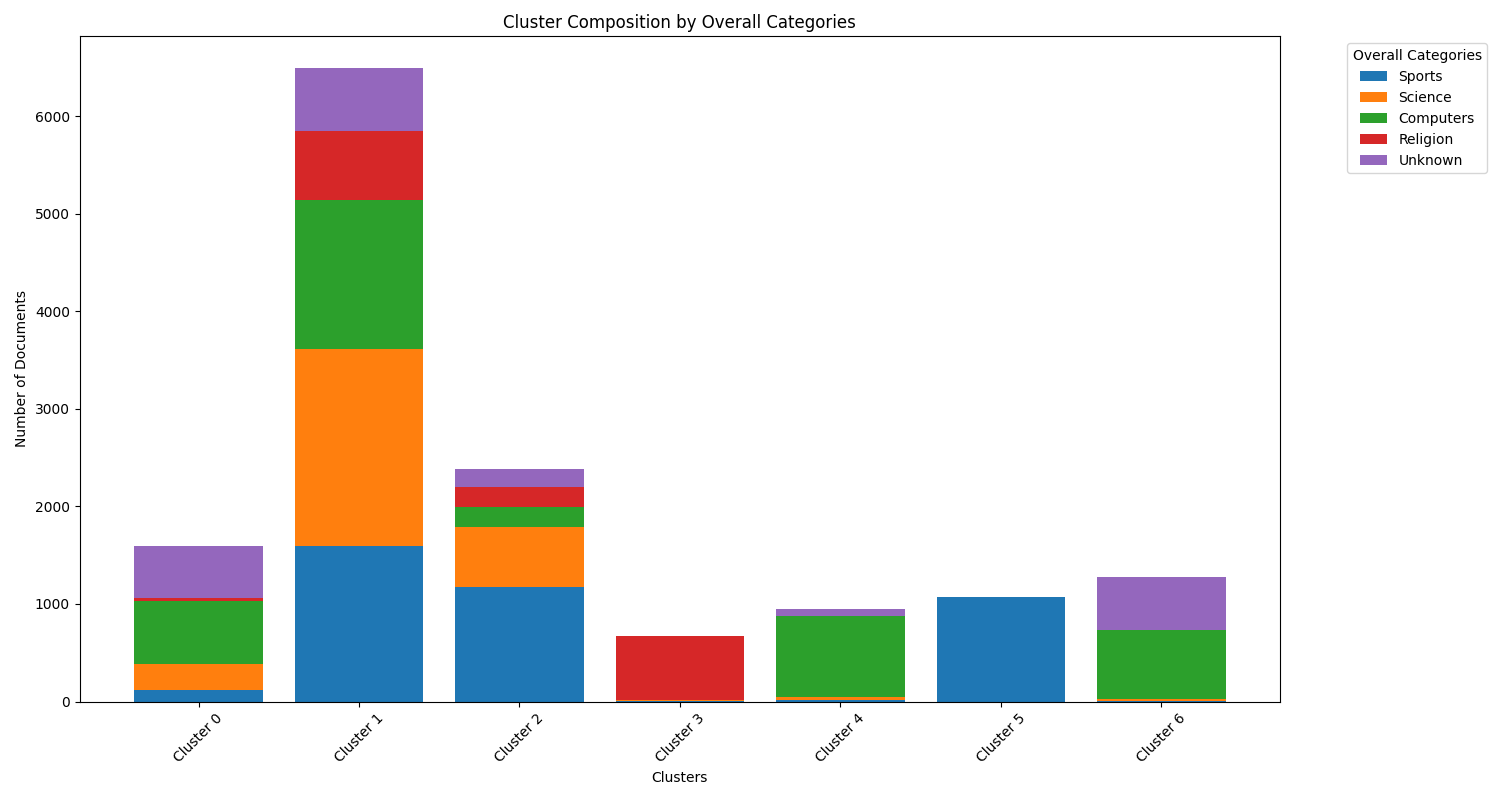 Cluster Composition by Overall Categories
Number of Documents
6000
5000
4000
3000
2000
1000
0
Cluster 0
Cluster 1
Cluster 2
Cluster 3
Cluster 4
Cluster 5
Cluster 6
Clusters
Overall Categories
Sports
Science
Computers
Religion
Unknown